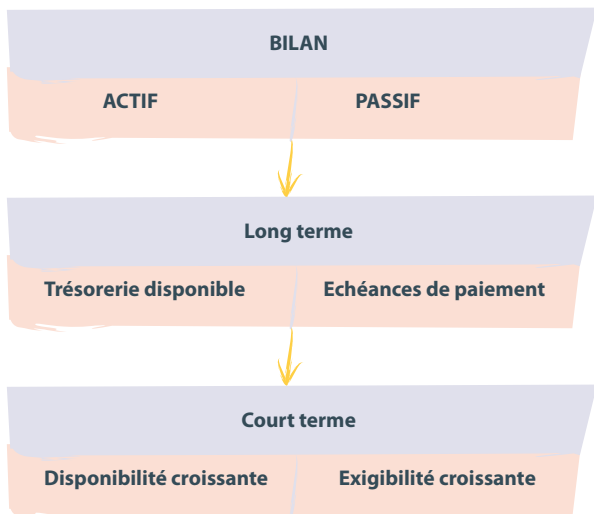 BILAN
ACTIF PASSIF
Long terme
Trésorerie disponible Echéances de paiement
Court terme
Disponibilité croissante Exigibilité croissante